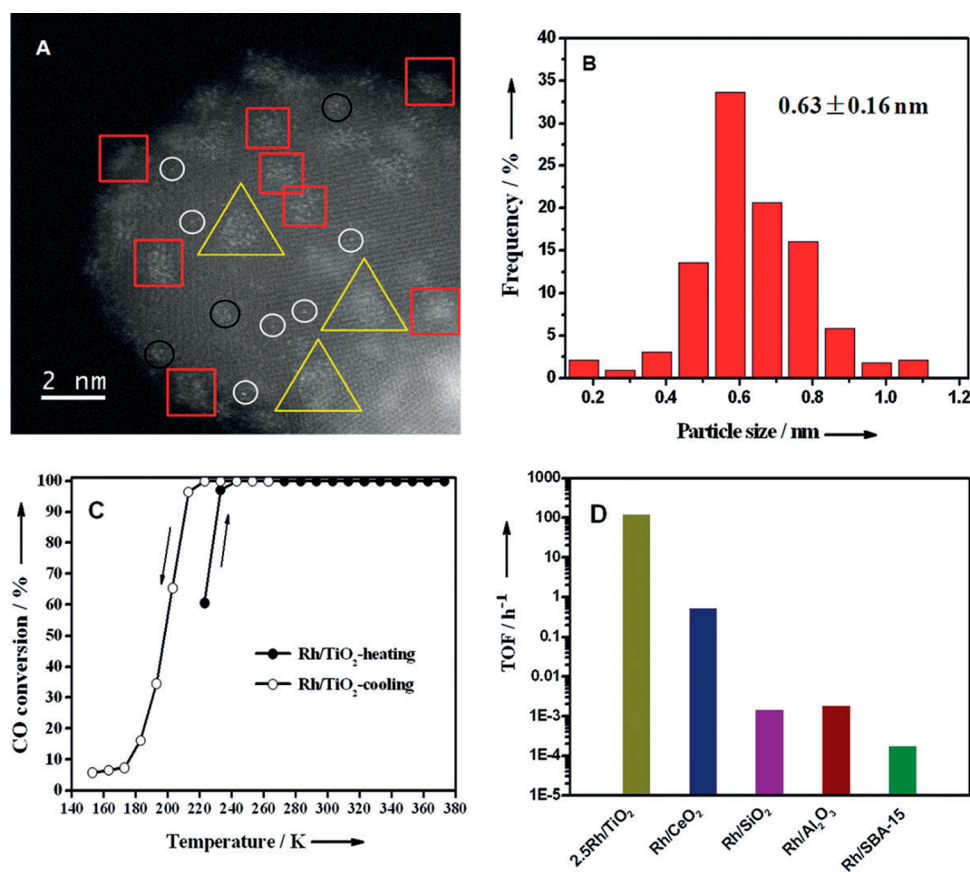 A
2 nm
B
0.63±0.16 nm
40
35
30
25
20
15
10
5
0
Frequency / %
0.2 0.4 0.6 0.8 1.0 1.2
Particle size / nm
C
100
90
80
70
60
50
40
30
20
10
0
CO conversion / %
Rh/TiO₂-heating
Rh/TiO₂-cooling
140 160 180 200 220 240 260 280 300 320 340 360 380
Temperature / K
D
1000
100
10
1
0.1
0.01
1E-3
1E-4
1E-5
TOF / h⁻¹
2.5Rh/TiO₂
Rh/CeO₂
Rh/SiO₂
Rh/Al₂O₃
Rh/SBA-15